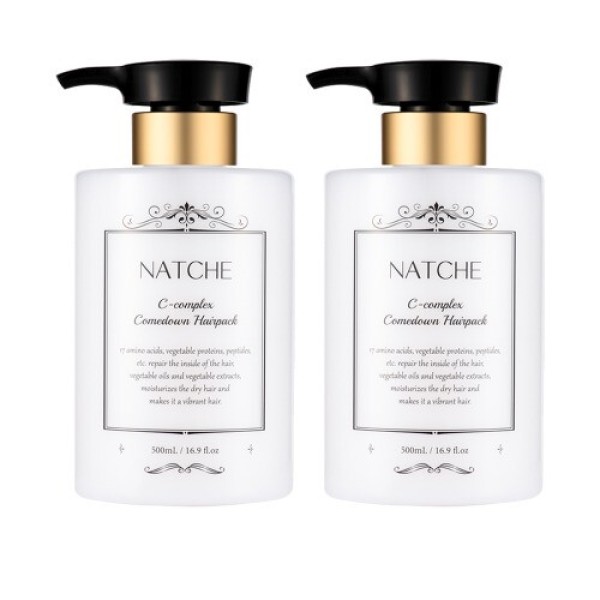 NATCHE
C-complex
Comedown Hairpack
17 amino acids, vegetable proteins, peptides,
etc. repair the inside of the hair,
vegetable oils and vegetable extracts,
moisturizes the dry hair and
makes it a vibrant hair.
500mL / 16.9 fl.oz
NATCHE
C-complex
Comedown Hairpack
17 amino acids, vegetable proteins, peptides,
etc. repair the inside of the hair,
vegetable oils and vegetable extracts,
moisturizes the dry hair and
makes it a vibrant hair.
500mL / 16.9 fl.oz